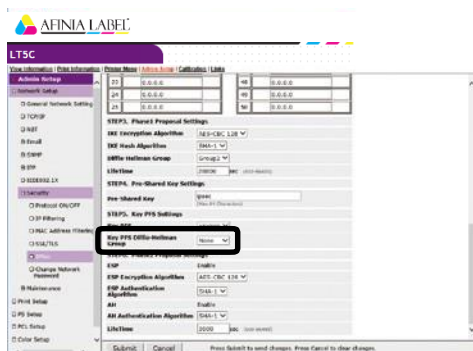 AFINIA LABEL
LT5C
View Information | Print Information | Printer Menu | Admin Setup | Calibration | Links
Admin Setup
Network Setup
General Network Setting
TCP/IP
NBT
Email
SNMP
IPP
IEEE802.1X
Security
Protocol ON/OFF
IP Filtering
MAC Address Filtering
SSL/TLS
IPSec
Change Network
Password
Maintenance
Print Setup
PS Setup
PCL Setup
Color Setup
23 0.0.0.0 48 0.0.0.0
24 0.0.0.0 49 0.0.0.0
25 0.0.0.0 50 0.0.0.0
STEP3. Phase1 Proposal Settings
IKE Encryption Algorithm AES-CBC 128
IKE Hash Algorithm SHA-1
Diffie-Hellman Group Group2
LifeTime 28800 sec
STEP4. Pre-Shared Key Settings
Pre-Shared Key ipsec
STEP5. Key PFS Settings
Key PFS-Diffie-Hellman
Group None
Phase2 Proposal Settings
ESP Enable
ESP Encryption Algorithm AES-CBC 128
ESP Authentication
Algorithm SHA-1
AH Enable
AH Authentication Algorithm SHA-1
LifeTime 3600 sec
Submit Cancel Press Submit to send changes. Press Cancel to clear changes.